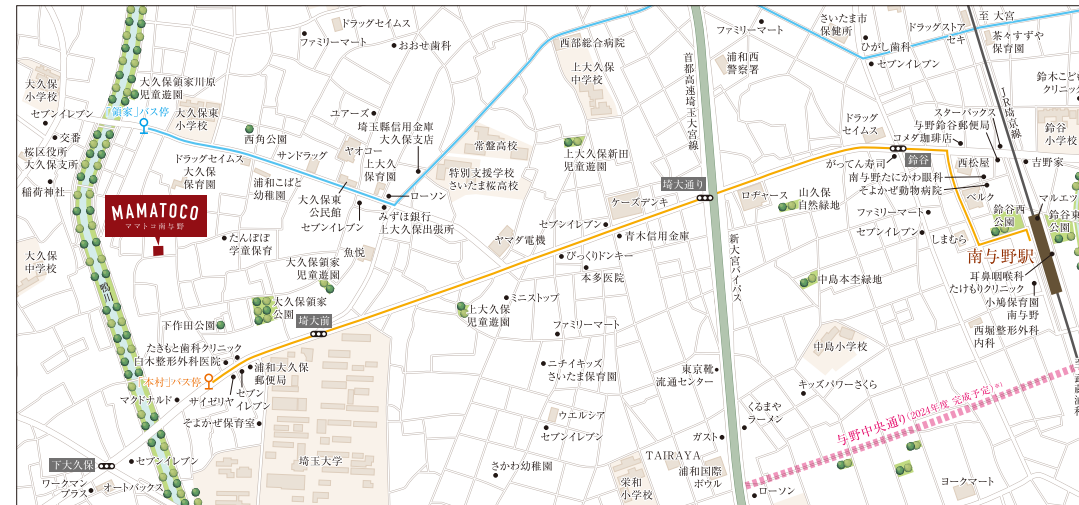 ドラッグセイムス
ファミリーマート
おおせ歯科
西部総合病院
上大久保
中学校
首都高速埼玉大宮線
ファミリーマート
浦和西
警察署
さいたま市
保健所
ひがし歯科
セブンイレブン
ドラッグストア
セキ
至 大宮
茶々すずや
保育園
JR埼京線
鈴木こども
クリニック
大久保
小学校
セブンイレブン
交番
桜区役所
大久保支所
稲荷神社
大久保領家川原
児童遊園
「領家」バス停
大久保東
小学校
西角公園
ユアーズ
埼玉縣信用金庫
大久保支店
ヤオコー
サンドラッグ
ドラッグセイムス
大久保
保育園
浦和こばと
幼稚園
上大久保
保育園
ローソン
大久保東
公民館
セブンイレブン
みずほ銀行
上大久保出張所
常盤高校
特別支援学校
さいたま桜高校
上大久保新田
児童遊園
スターバックス
与野鈴谷郵便局
コメダ珈琲店
ドラッグ
セイムス
鈴谷
がってん寿司
南与野たにかわ眼科
そよかぜ動物病院
西松屋
ベルク
吉野家
鈴谷
小学校
マルエツ
鈴谷東
公園
鈴谷西
公園
MAMATOCO
ママトコ南与野
大久保
中学校
鴨川
たんぽぽ
学童保育
魚悦
大久保領家
児童遊園
大久保領家
公園
下作田公園
埼大前
ヤマダ電機
セブンイレブン
ケーズデンキ
青木信用金庫
びっくりドンキー
本多医院
ミニストップ
上大久保
児童遊園
ファミリーマート
埼大通り
ロヂャース
山久保
自然緑地
新大宮バイパス
中島本杢緑地
ファミリーマート
セブンイレブン
しまむら
南与野駅
耳鼻咽喉科
たけもりクリニック
小鳩保育園
南与野
西堀整形外科
内科
中島小学校
たきもと歯科クリニック
白木整形外科医院
「本村」バス停
浦和大久保
郵便局
セブン
イレブン
サイゼリヤ
マクドナルド
そよかぜ保育室
埼玉大学
下大久保
セブンイレブン
ワークマン
プラス
オートバックス
ニチイキッズ
さいたま保育園
ウエルシア
セブンイレブン
さかわ幼稚園
東京靴
流通センター
くるまや
ラーメン
キッズパワーさくら
ガスト
TAIRAYA
浦和国際
ボウル
栄和
小学校
ローソン
与野中央通り(2024年度 完成予定)
ヨークマート
至 武蔵浦和